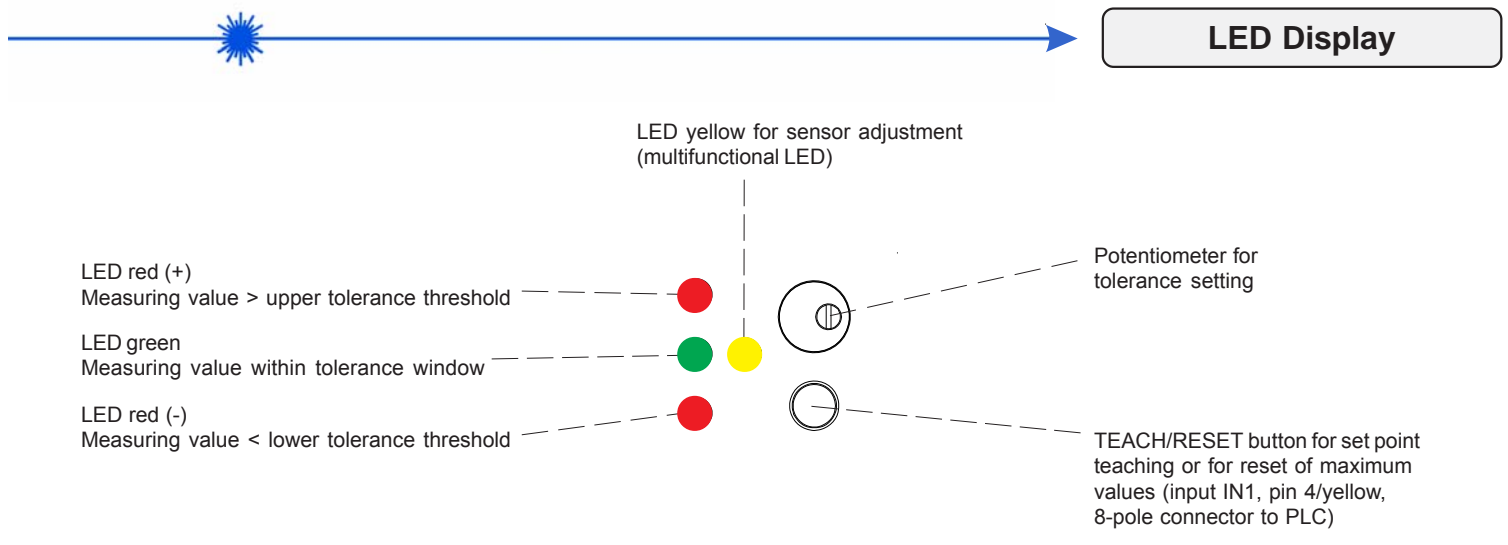 LED Display
LED yellow for sensor adjustment
(multifunctional LED)
LED red (+)
Measuring value > upper tolerance threshold
LED green
Measuring value within tolerance window
LED red (-)
Measuring value < lower tolerance threshold
Potentiometer for
tolerance setting
TEACH/RESET button for set point
teaching or for reset of maximum
values (input IN1, pin 4/yellow,
8-pole connector to PLC)